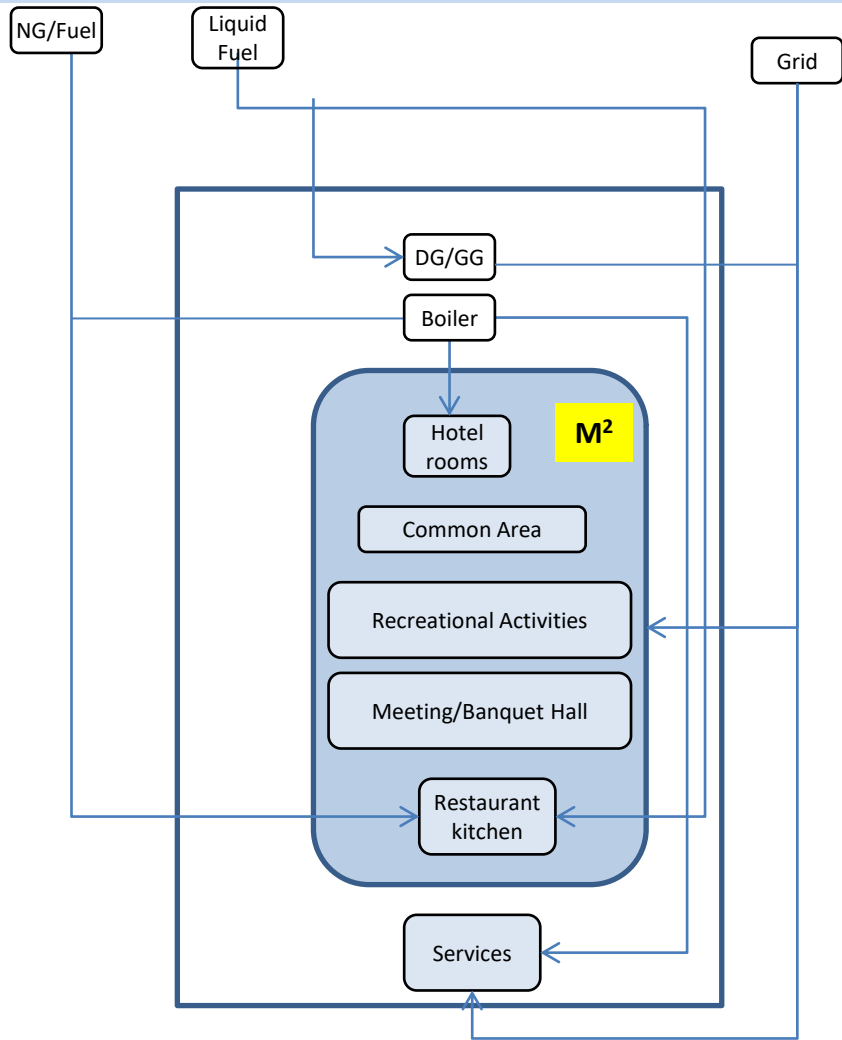 NG/Fuel
Liquid
Fuel
Grid
DG/GG
Boiler
Hotel
rooms
M²
Common Area
Recreational Activities
Meeting/Banquet Hall
Restaurant
kitchen
Services